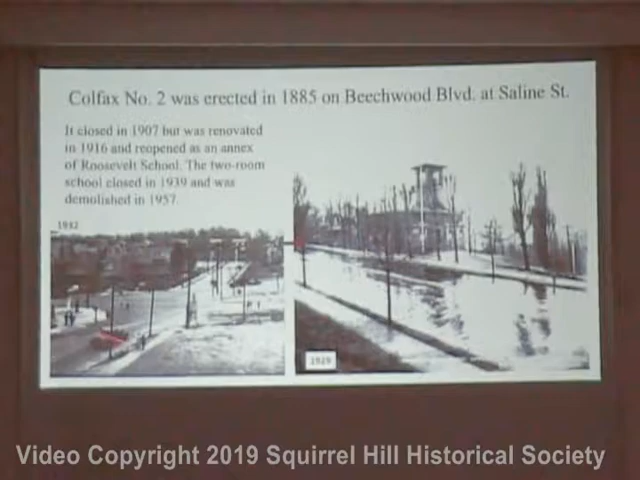 Colfax No. 2 was erected in 1885 on Beechwood Blvd. at Saline St.
It closed in 1907 but was renovated
in 1916 and reopened as an annex
of Roosevelt School. The two-room
school closed in 1939 and was
demolished in 1957.
1932
1929
Video Copyright 2019 Squirrel Hill Historical Society